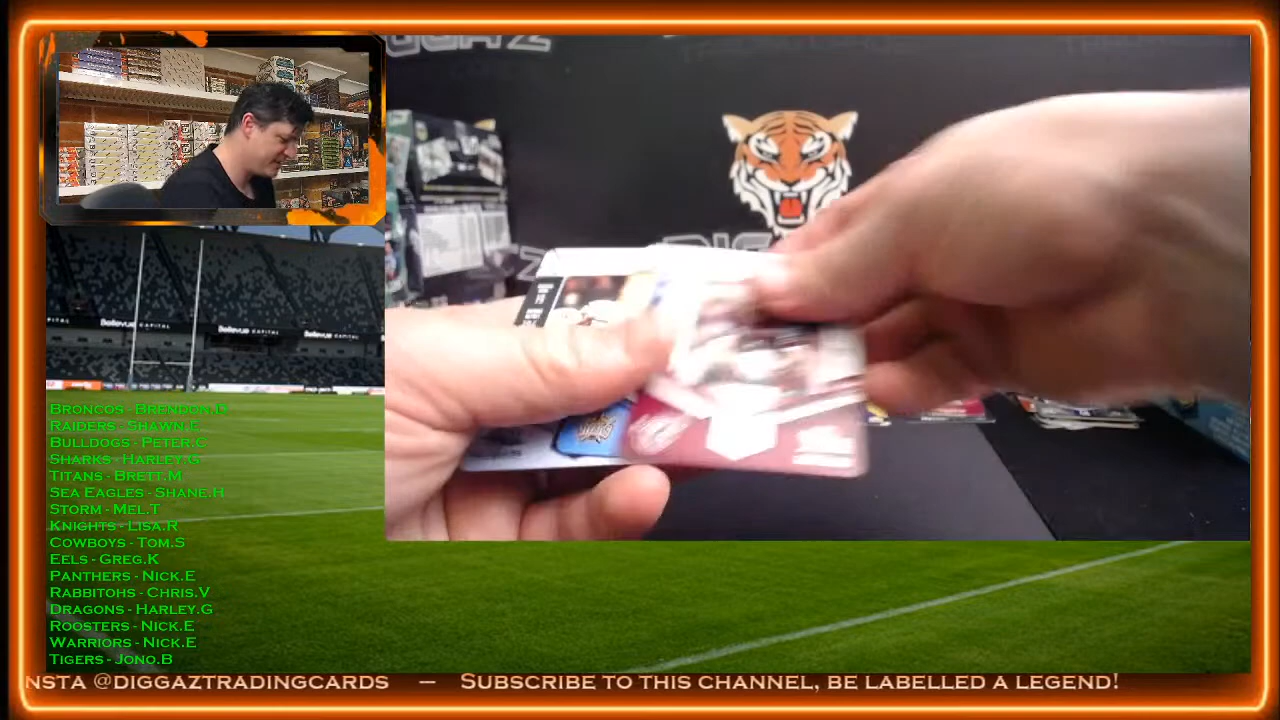 Broncos - Brendon.D
Raiders - Shawn.E
Bulldogs - Peter.C
Sharks - Harley.G
Titans - Brett.M
Sea Eagles - Shane.H
Storm - Mel.T
Knights - Lisa.R
Cowboys - Tom.S
Eels - Greg.K
Panthers - Nick.E
Rabbitohs - Chris.V
Dragons - Harley.G
Roosters - Nick.E
Warriors - Nick.E
Tigers - Jono.B
NSTA @DIGGAZTRADINGCARDS — Subscribe to this channel, be labelled a legend!